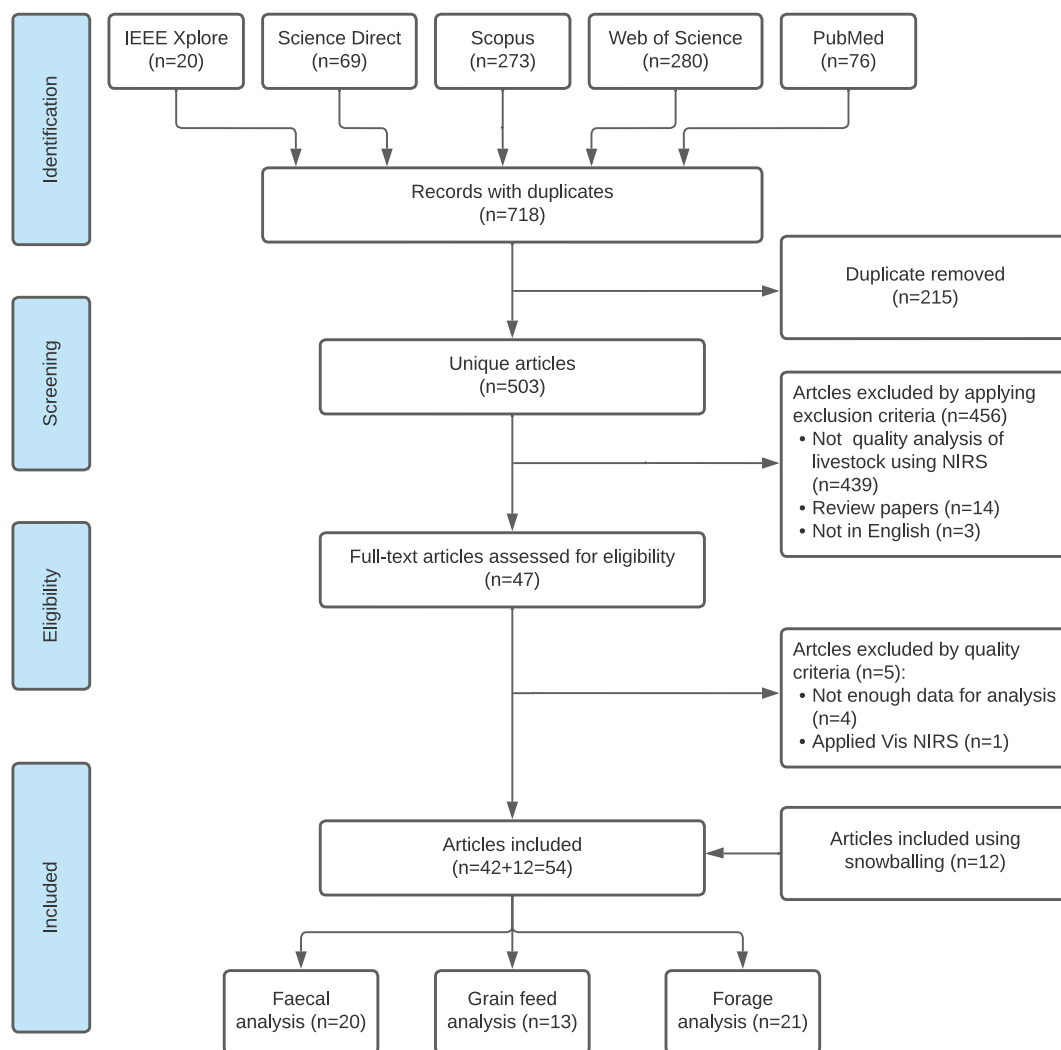 Identification
IEEE Xplore
(n=20)
Science Direct
(n=69)
Scopus
(n=273)
Web of Science
(n=280)
PubMed
(n=76)
Records with duplicates
(n=718)
Duplicate removed
(n=215)
Screening
Unique articles
(n=503)
Artcles excluded by applying
exclusion criteria (n=456)
• Not quality analysis of
livestock using NIRS
(n=439)
• Review papers (n=14)
• Not in English (n=3)
Eligibility
Full-text articles assessed for eligibility
(n=47)
Artcles excluded by quality
criteria (n=5):
• Not enough data for analysis
(n=4)
• Applied Vis NIRS (n=1)
Included
Articles included
(n=42+12=54)
Articles included using
snowballing (n=12)
Faecal
analysis (n=20)
Grain feed
analysis (n=13)
Forage
analysis (n=21)